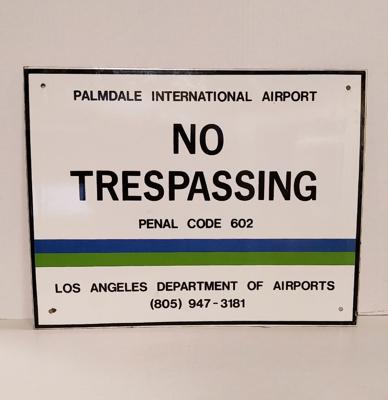 PALMDALE INTERNATIONAL AIRPORT
NO
TRESPASSING
PENAL CODE 602
LOS ANGELES DEPARTMENT OF AIRPORTS
(805) 947-3181